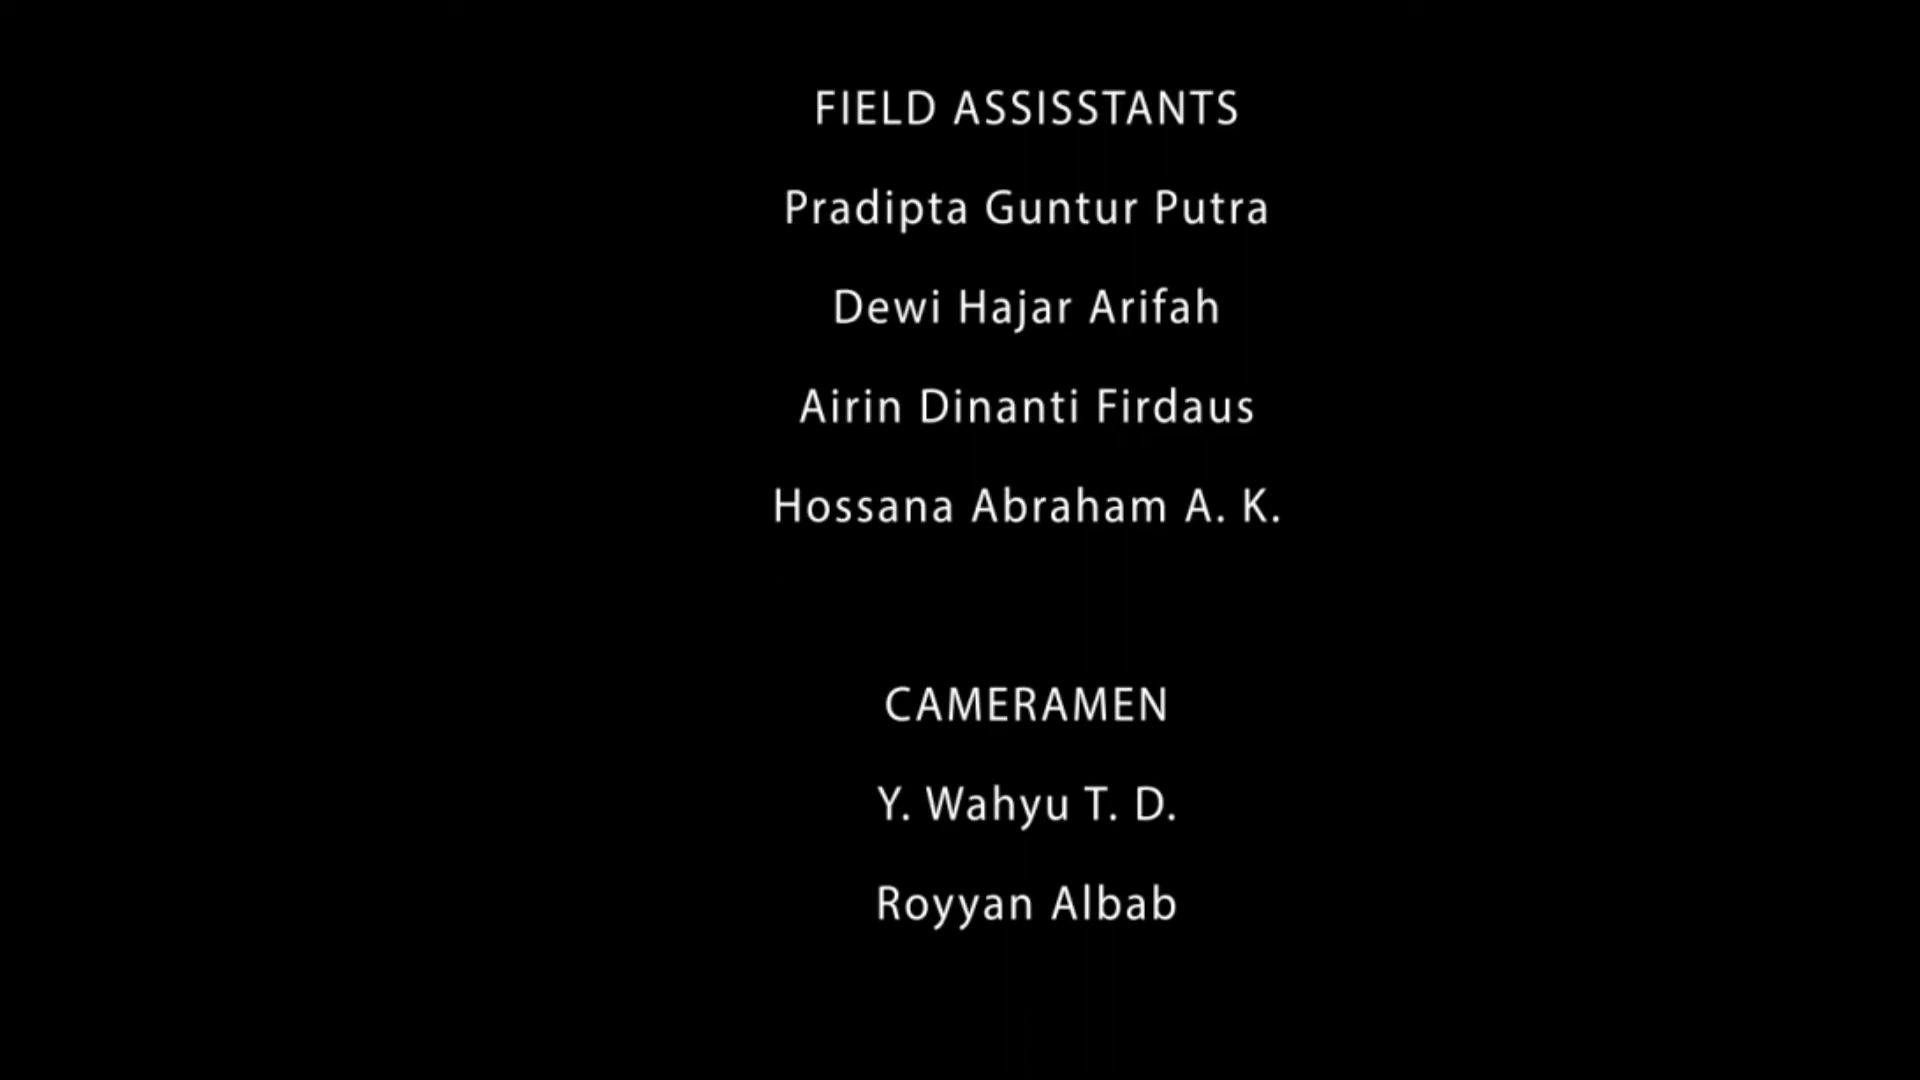 FIELD ASSISSTANTS
Pradipta Guntur Putra
Dewi Hajar Arifah
Airin Dinanti Firdaus
Hossana Abraham A. K.
CAMERAMEN
Y. Wahyu T. D.
Royyan Albab